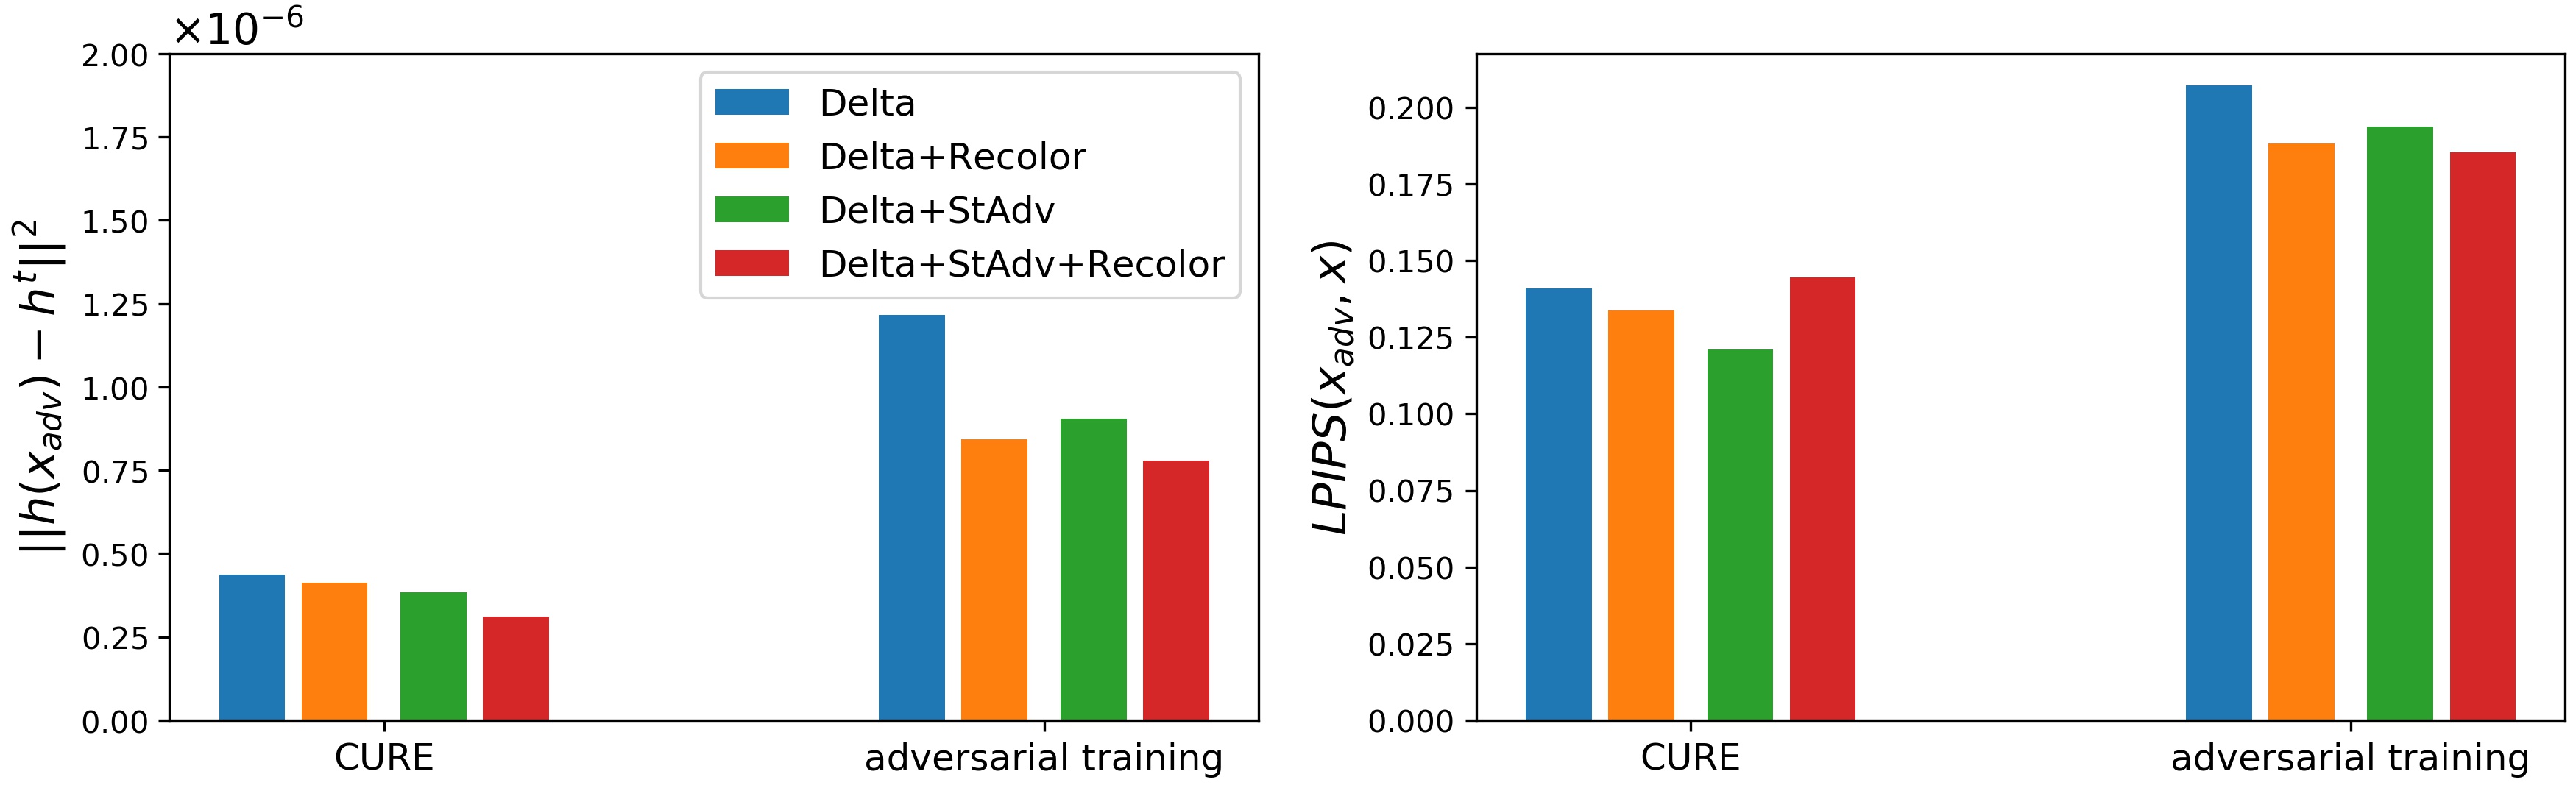 ×10⁻⁶
||h(x_adv) − h^t||²
2.00
1.75
1.50
1.25
1.00
0.75
0.50
0.25
0.00
Delta
Delta+Recolor
Delta+StAdv
Delta+StAdv+Recolor
CURE
adversarial training
LPIPS(x_adv, x)
0.200
0.175
0.150
0.125
0.100
0.075
0.050
0.025
0.000
CURE
adversarial training